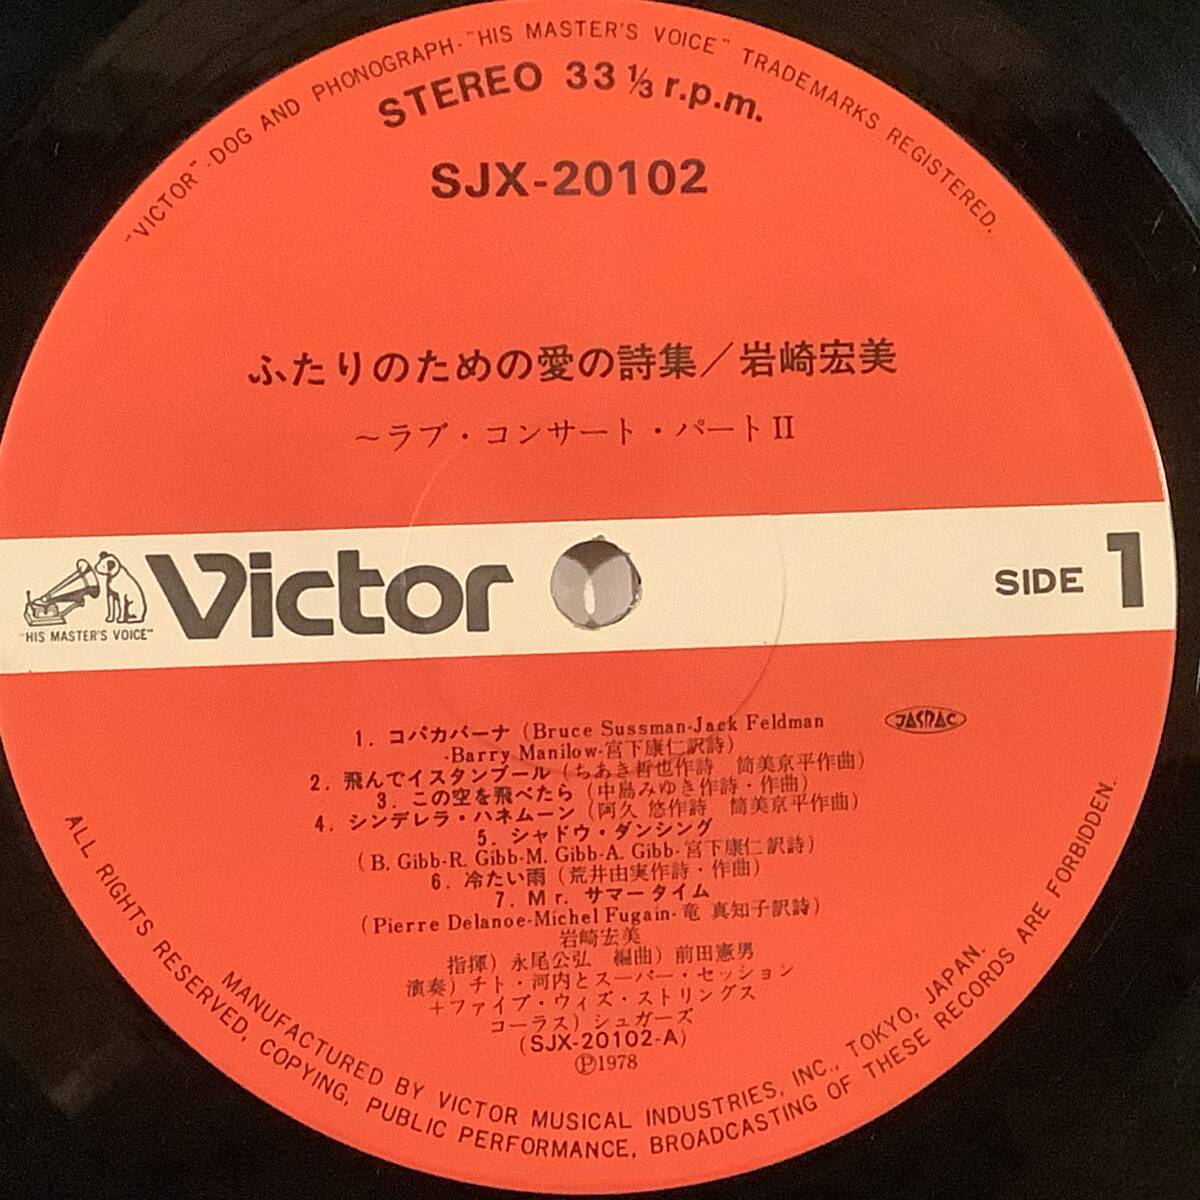 "VICTOR"-DOG AND PHONOGRAPH-"HIS MASTER'S VOICE" TRADEMARKS REGISTERED.
STEREO 33⅓ r.p.m.
SJX-20102
ふたりのための愛の詩集／岩崎宏美
～ラブ・コンサート・パートII
"HIS MASTER'S VOICE"
Victor
SIDE 1
JASRAC
1. コパカバーナ (Bruce Sussman-Jack Feldman
-Barry Manilow-宮下康仁訳詩)
2. 飛んでイスタンブール (ちあき哲也作詩 筒美京平作曲)
3. この空を飛べたら (中島みゆき作詩・作曲)
4. シンデレラ・ハネムーン (阿久 悠作詩 筒美京平作曲)
5. シャドウ・ダンシング
(B. Gibb-R. Gibb-M. Gibb-A. Gibb-宮下康仁訳詩)
6. 冷たい雨 (荒井由実作詩・作曲)
7. Mr. サマータイム
(Pierre Delanoe-Michel Fugain-竜 真知子訳詩)
岩崎宏美
指揮) 永尾公弘 編曲) 前田憲男
演奏) チト・河内とスーパー・セッション
+ファイブ・ウィズ・ストリングス
コーラス) シュガーズ
(SJX-20102-A)
Ⓟ1978
MANUFACTURED BY VICTOR MUSICAL INDUSTRIES, INC., TOKYO, JAPAN.
ALL RIGHTS RESERVED, COPYING, PUBLIC PERFORMANCE, BROADCASTING OF THESE RECORDS ARE FORBIDDEN.